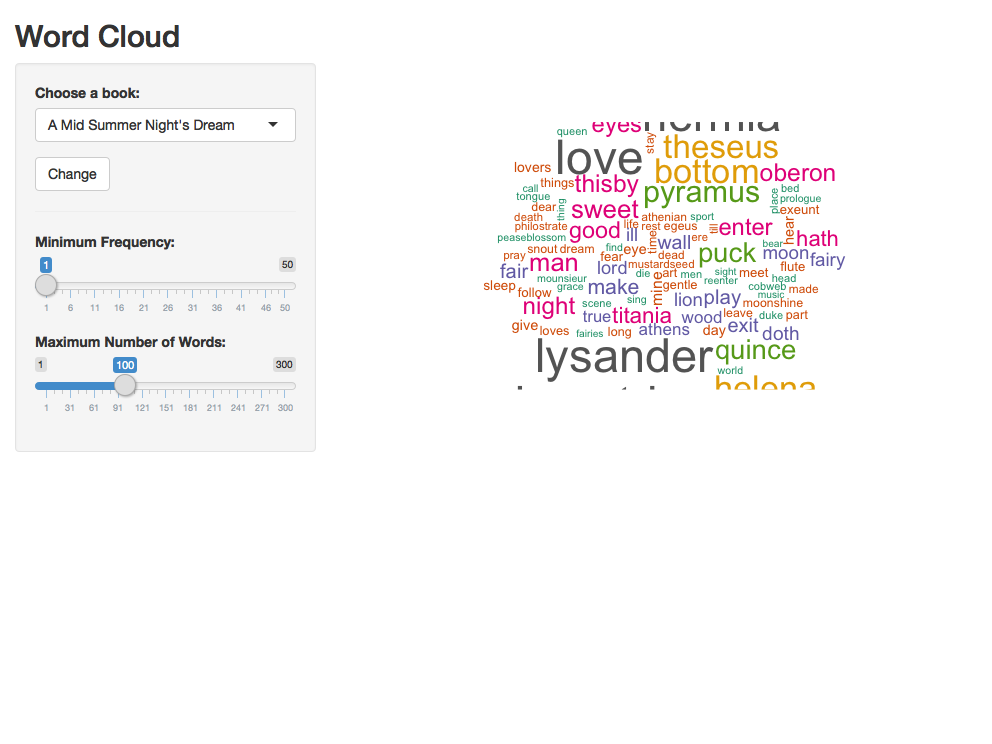 Word Cloud
Choose a book:
A Mid Summer Night's Dream
Change
Minimum Frequency:
1 50
1 6 11 16 21 26 31 36 41 46 50
Maximum Number of Words:
1 100 300
1 31 61 91 121 151 181 211 241 271 300
queen eyes hermia
stay
love theseus
lovers bottom oberon
things thisby
call pyramus bed
tongue place prologue
dear thing sweet exeunt
death athenian sport
philostrate good life rest egeus till enter hear
peaseblossom ill ere hath
snout dream find eye time wall bear
pray fear dead puck moon fairy
fair man lord mustardseed flute
mounsieur die art men sight meet head
sleep grace make mine gentle reenter cobweb made
follow music
night scene sing lion play moonshine
true titania wood leave duke part
give loves fairies long athens day exit doth
lysander quince
world
helena